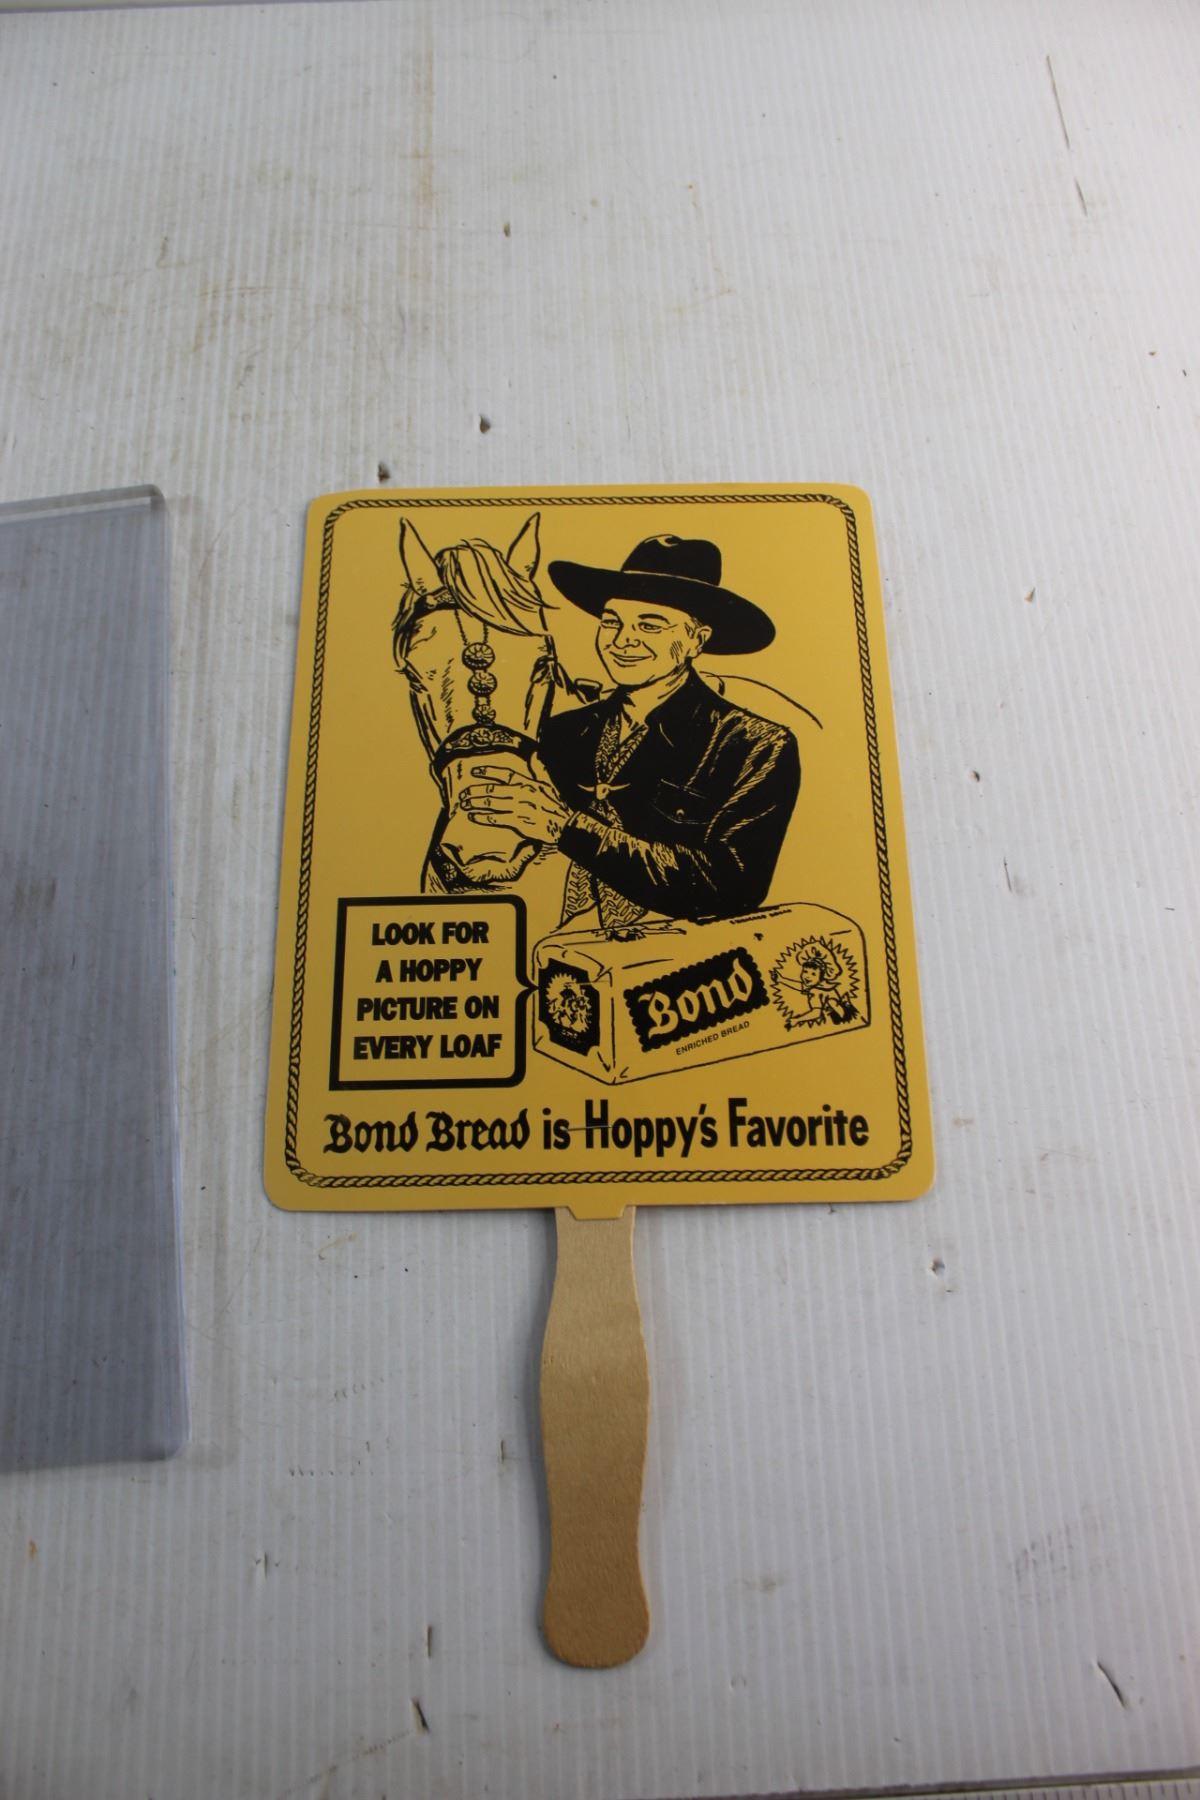 LOOK FOR
A HOPPY
PICTURE ON
EVERY LOAF
Bond
ENRICHED BREAD
Bond Bread is Hoppy's Favorite